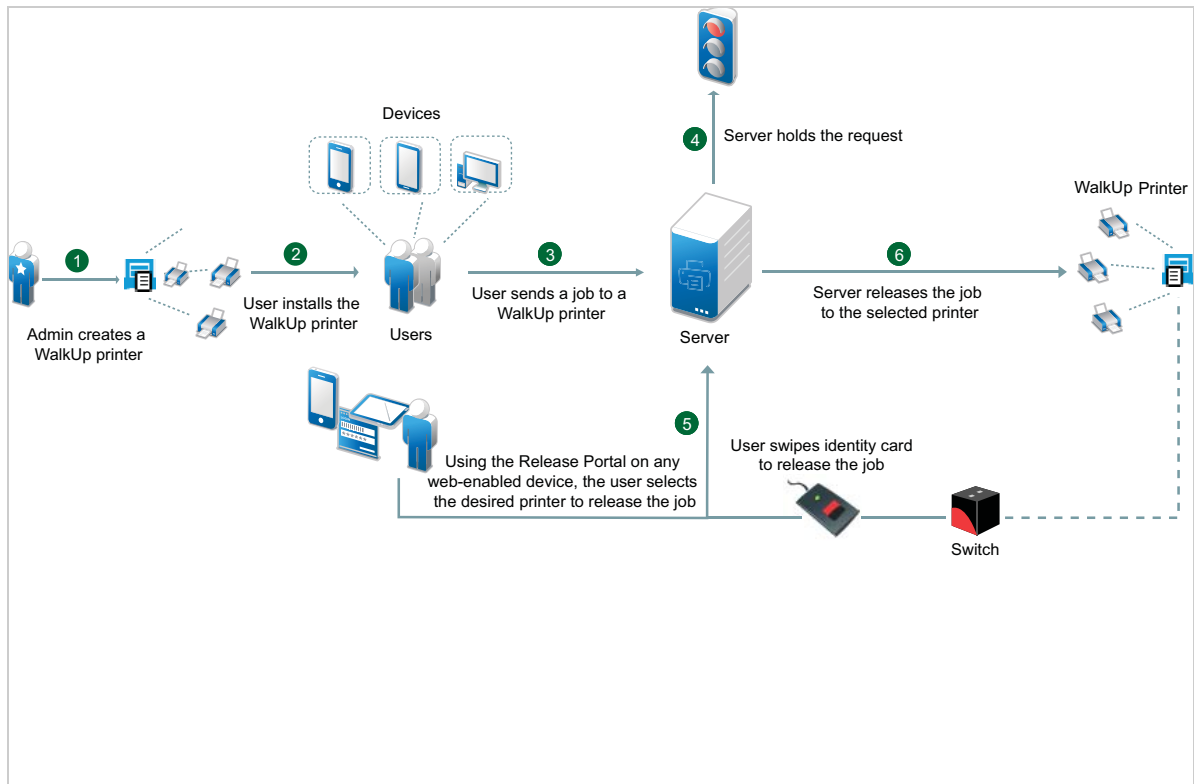 Devices
4
Server holds the request
WalkUp Printer
1
2
3
6
User installs the
WalkUp printer
User sends a job to a
WalkUp printer
Server releases the job
to the selected printer
Admin creates a
WalkUp printer
Users
Server
5
User swipes identity card
to release the job
Using the Release Portal on any
web-enabled device, the user selects
the desired printer to release the job
Switch